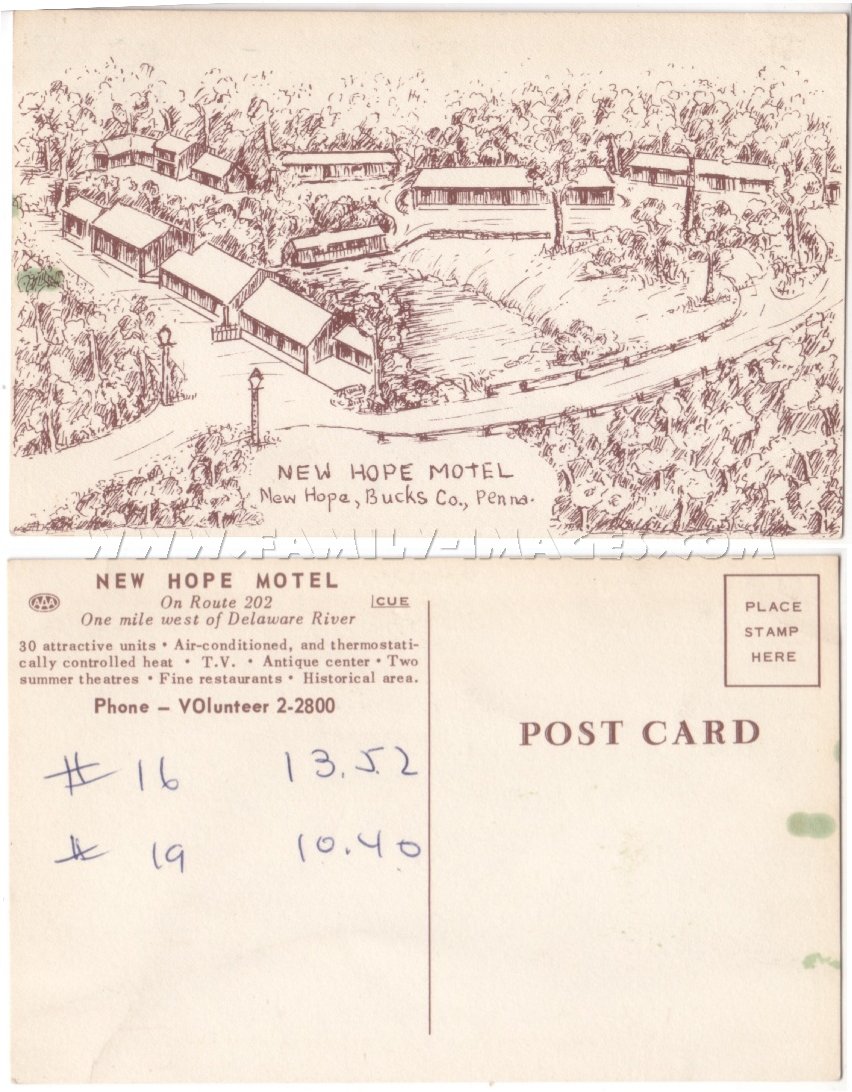 NEW HOPE MOTEL
New Hope, Bucks Co., Penna.
WWW.FAMILY-IMAGES.COM
NEW HOPE MOTEL
AAA
On Route 202
CUE
One mile west of Delaware River
30 attractive units • Air-conditioned, and thermostati-
cally controlled heat • T.V. • Antique center • Two
summer theatres • Fine restaurants • Historical area.
Phone – VOlunteer 2-2800
# 16 13.52
# 19 10.40
PLACE
STAMP
HERE
POST CARD